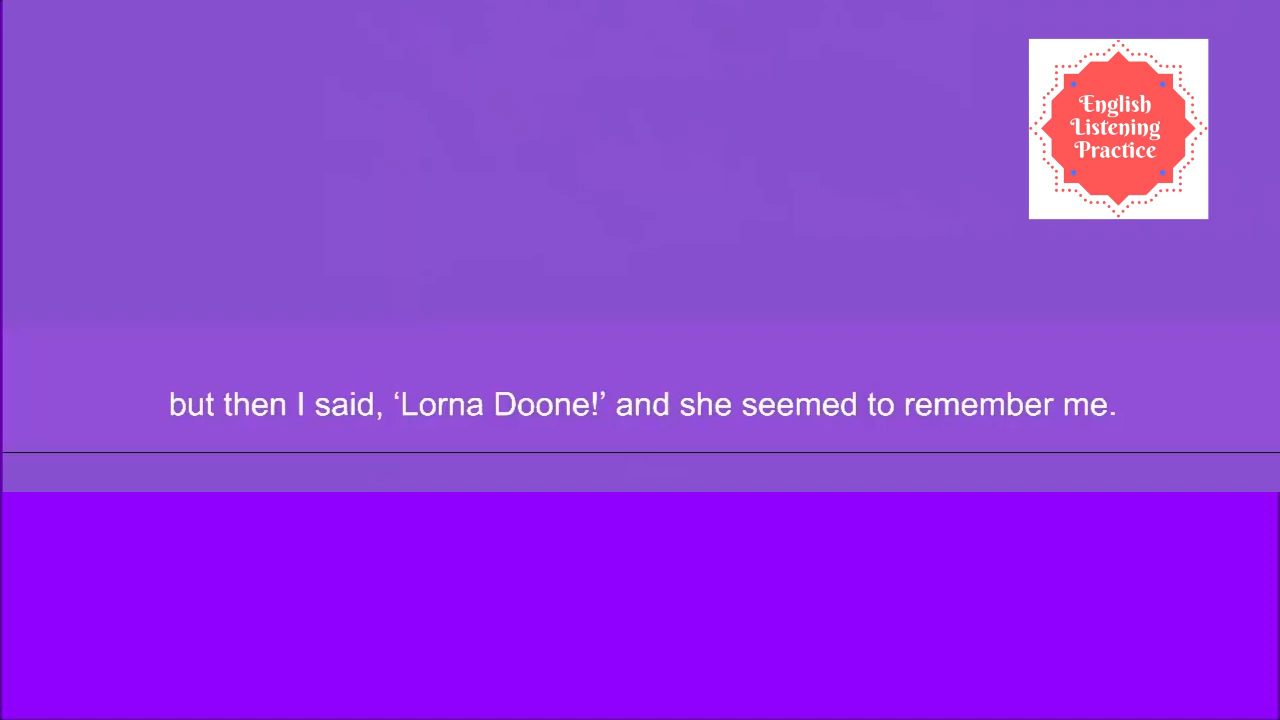 English
Listening
Practice
but then I said, ‘Lorna Doone!’ and she seemed to remember me.